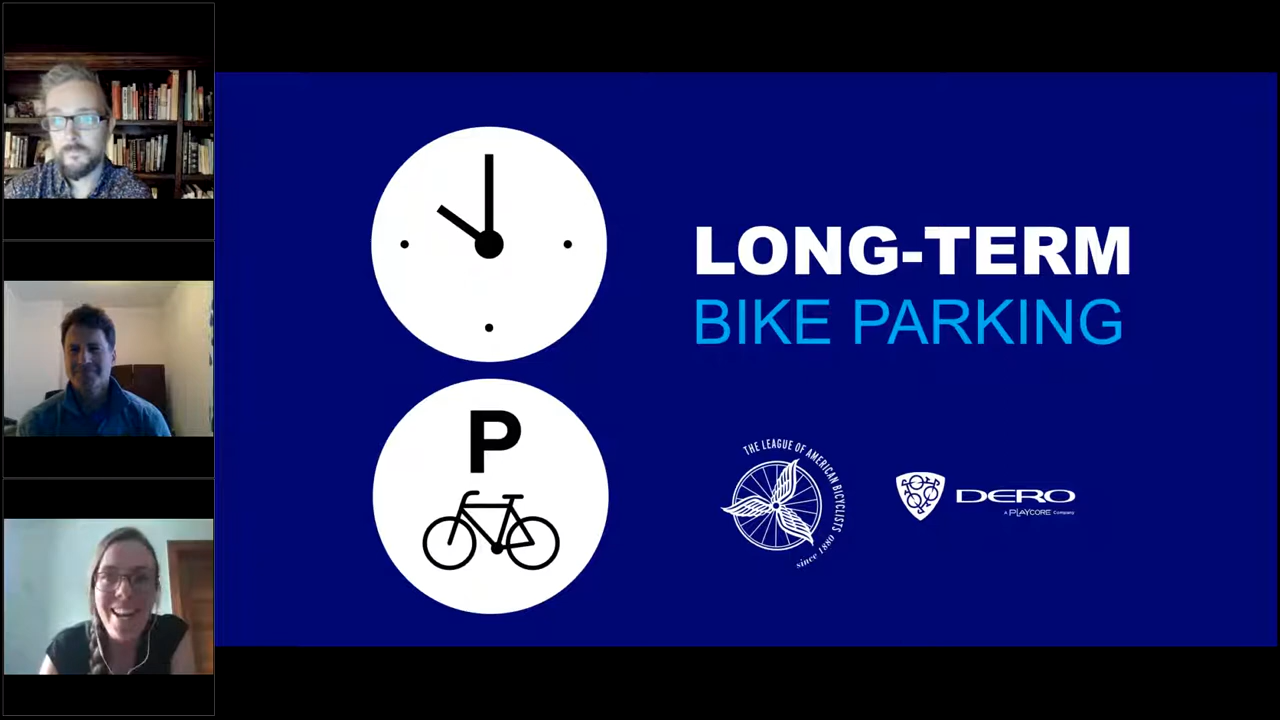 LONG-TERM
BIKE PARKING
P
THE LEAGUE OF AMERICAN BICYCLISTS
since 1880
DERO
A PLAYCORE Company